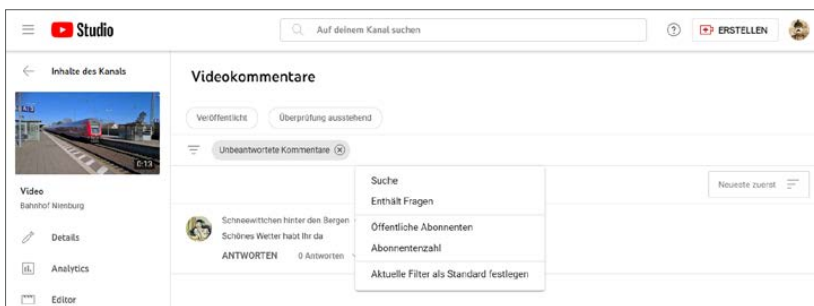 Studio
Auf deinem Kanal suchen
ERSTELLEN
Inhalte des Kanals
0:13
Video
Bahnhof Nienburg
Details
Analytics
Editor
Videokommentare
Veröffentlicht
Überprüfung ausstehend
Unbeantwortete Kommentare
Neueste zuerst
Suche
Enthält Fragen
Öffentliche Abonnenten
Abonnentenzahl
Aktuelle Filter als Standard festlegen
Schneewittchen hinter den Bergen
Schönes Wetter habt Ihr da
ANTWORTEN 0 Antworten